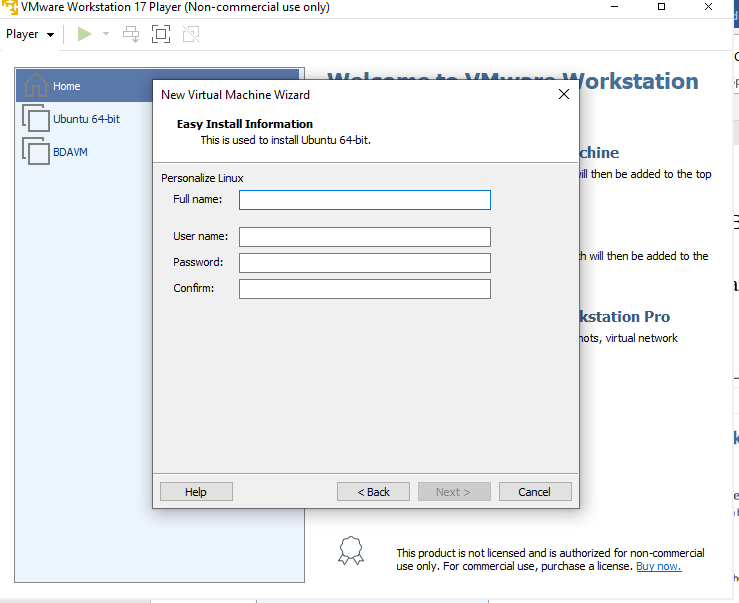 VMware Workstation 17 Player (Non-commercial use only)
Player
Home
Ubuntu 64-bit
BDAVM
Welcome to VMware Workstation
New Virtual Machine Wizard
Easy Install Information
This is used to install Ubuntu 64-bit.
Personalize Linux
Full name:
User name:
Password:
Confirm:
Help
< Back
Next >
Cancel
will then be added to the top
will then be added to the
kstation Pro
virtual network
This product is not licensed and is authorized for non-commercial
use only. For commercial use, purchase a license. Buy now.